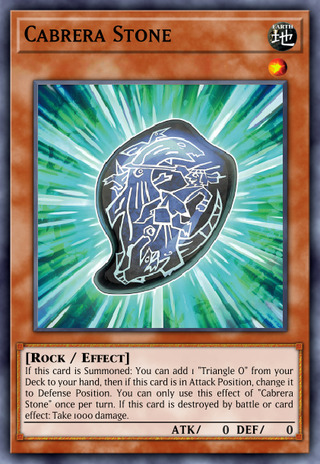 Cabrera Stone
EARTH
地
[Rock / Effect]
If this card is Summoned: You can add 1 "Triangle O" from your
Deck to your hand, then if this card is in Attack Position, change it
to Defense Position. You can only use this effect of "Cabrera
Stone" once per turn. If this card is destroyed by battle or card
effect: Take 1000 damage.
ATK/ 0 DEF/ 0